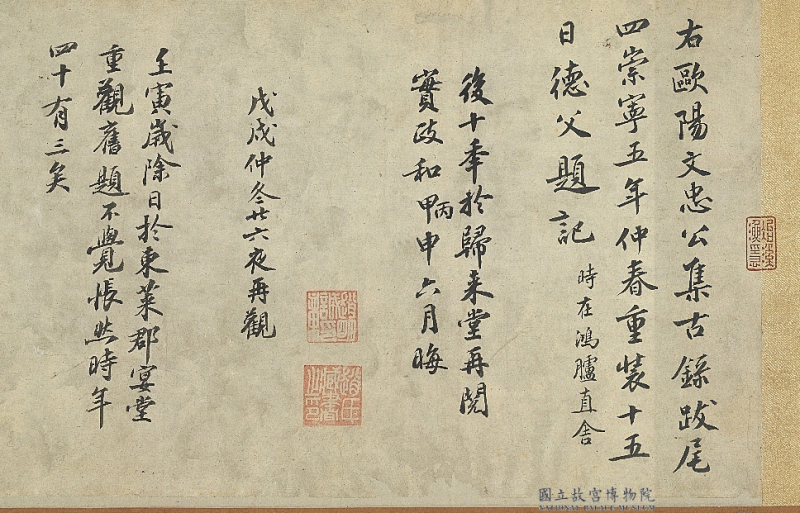 右歐陽文忠公集古錄跋尾
四崇寧五年仲春重裝十五
日德父題記 時在鴻臚直舍
後十年於歸来堂再閱
實政和甲丙申六月晦
戊戌仲冬廿六夜再觀
壬寅歲除日於東萊郡宴堂
重觀舊題不覺悵然時年
四十有三矣
國立故宮博物院
NATIONAL PALACE MUSEUM